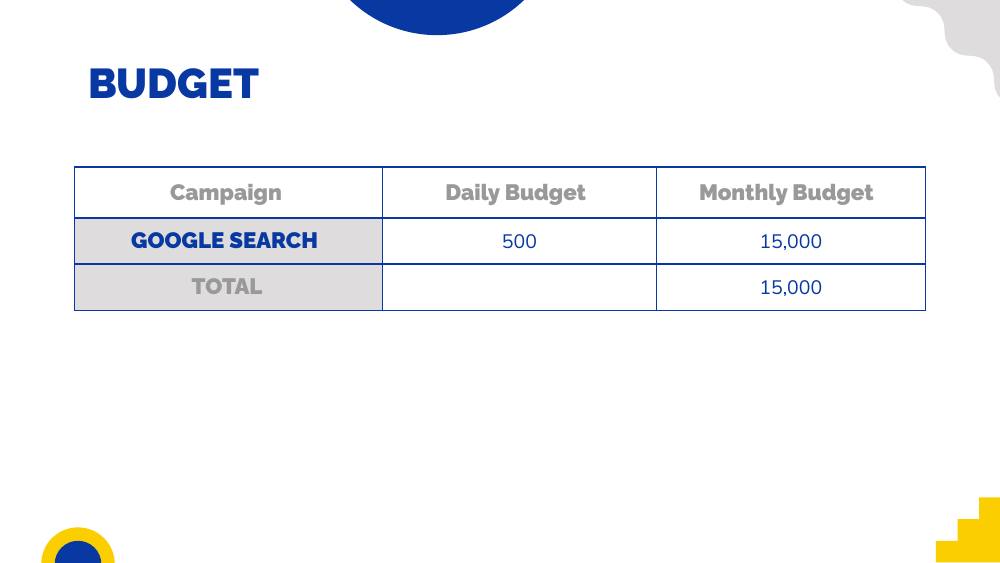 BUDGET
Campaign Daily Budget Monthly Budget
GOOGLE SEARCH 500 15,000
TOTAL 15,000